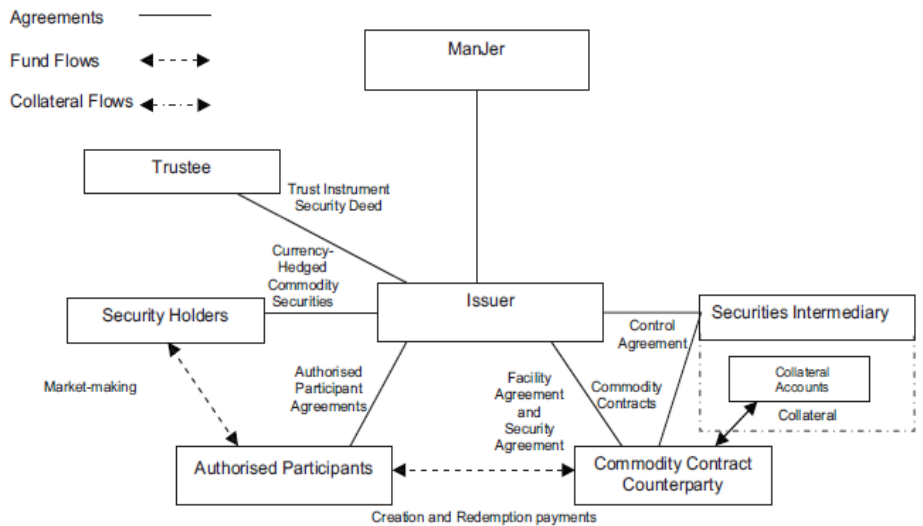 Agreements
Fund Flows
Collateral Flows
ManJer
Trustee
Trust Instrument
Security Deed
Currency-
Hedged
Commodity
Securities
Issuer
Security Holders
Securities Intermediary
Control
Agreement
Collateral
Accounts
Collateral
Market-making
Authorised
Participant
Agreements
Facility
Agreement
and
Security
Agreement
Commodity
Contracts
Authorised Participants
Commodity Contract
Counterparty
Creation and Redemption payments